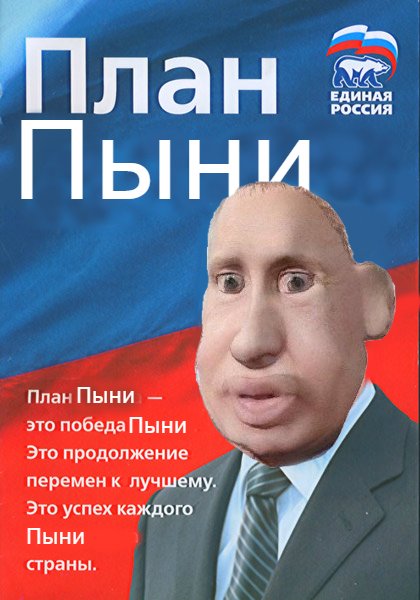 План
Пыни
ЕДИНАЯ
РОССИЯ
План Пыни —
это победа Пыни
Это продолжение
перемен к лучшему.
Это успех каждого
Пыни
страны.